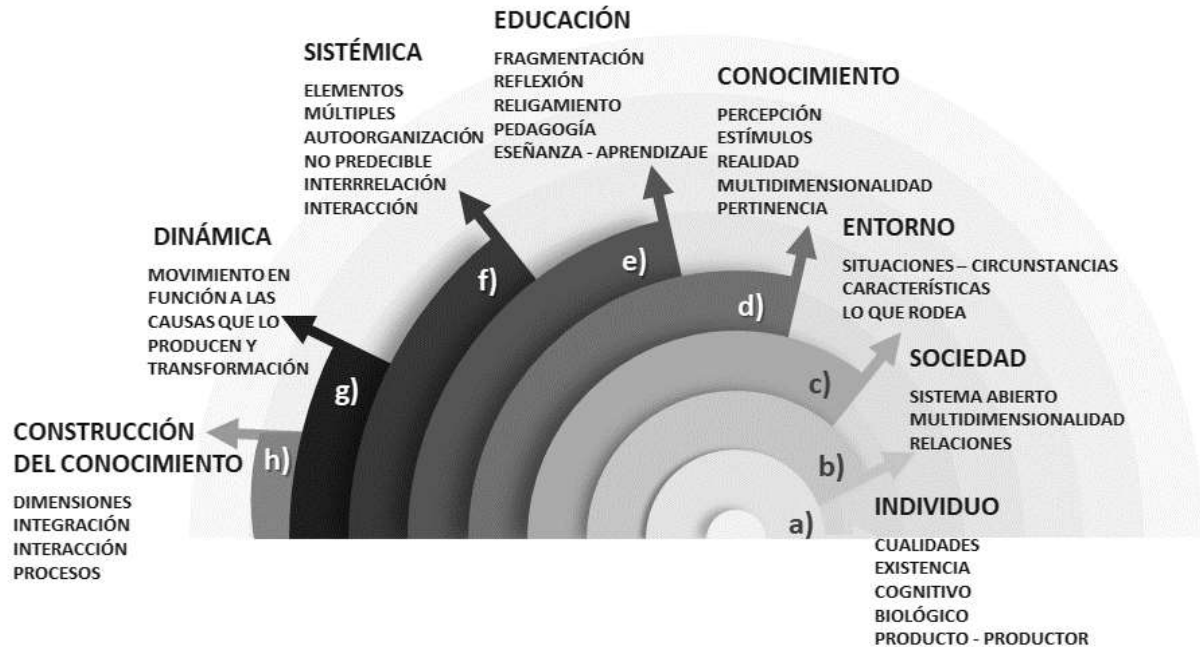 EDUCACIÓN
FRAGMENTACIÓN
REFLEXIÓN
RELIGAMIENTO
PEDAGOGÍA
ESEÑANZA - APRENDIZAJE
SISTÉMICA
ELEMENTOS
MÚLTIPLES
AUTOORGANIZACIÓN
NO PREDECIBLE
INTERRRELACIÓN
INTERACCIÓN
CONOCIMIENTO
PERCEPCIÓN
ESTÍMULOS
REALIDAD
MULTIDIMENSIONALIDAD
PERTINENCIA
DINÁMICA
MOVIMIENTO EN
FUNCIÓN A LAS
CAUSAS QUE LO
PRODUCEN Y
TRANSFORMACIÓN
ENTORNO
SITUACIONES – CIRCUNSTANCIAS
CARACTERÍSTICAS
LO QUE RODEA
SOCIEDAD
SISTEMA ABIERTO
MULTIDIMENSIONALIDAD
RELACIONES
CONSTRUCCIÓN
DEL CONOCIMIENTO
DIMENSIONES
INTEGRACIÓN
INTERACCIÓN
PROCESOS
INDIVIDUO
CUALIDADES
EXISTENCIA
COGNITIVO
BIOLÓGICO
PRODUCTO - PRODUCTOR
a)
b)
c)
d)
e)
f)
g)
h)